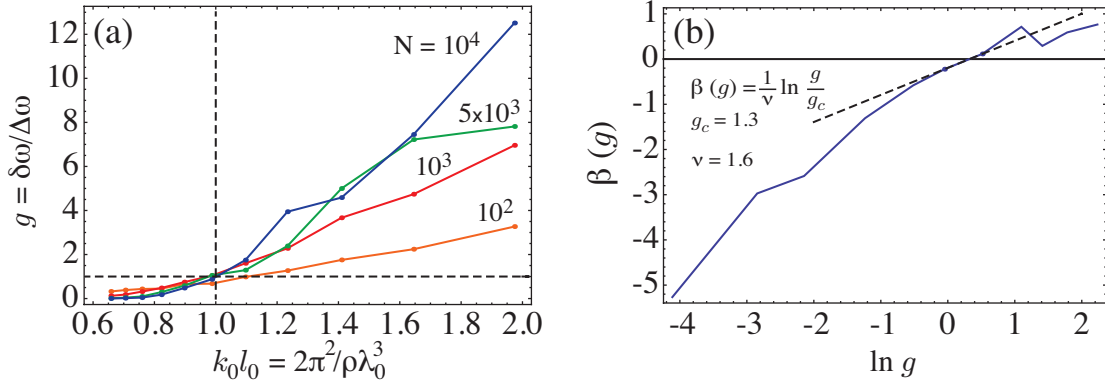 (a)
N = 10⁴
5×10³
10³
10²
g = δω/Δω
12
10
8
6
4
2
0
0.6 0.8 1.0 1.2 1.4 1.6 1.8 2.0
k₀l₀ = 2π²/ρλ₀³
(b)
β (g) = 1/ν ln g/g_c
g_c = 1.3
ν = 1.6
β (g)
1
0
-1
-2
-3
-4
-5
-4 -3 -2 -1 0 1 2
ln g